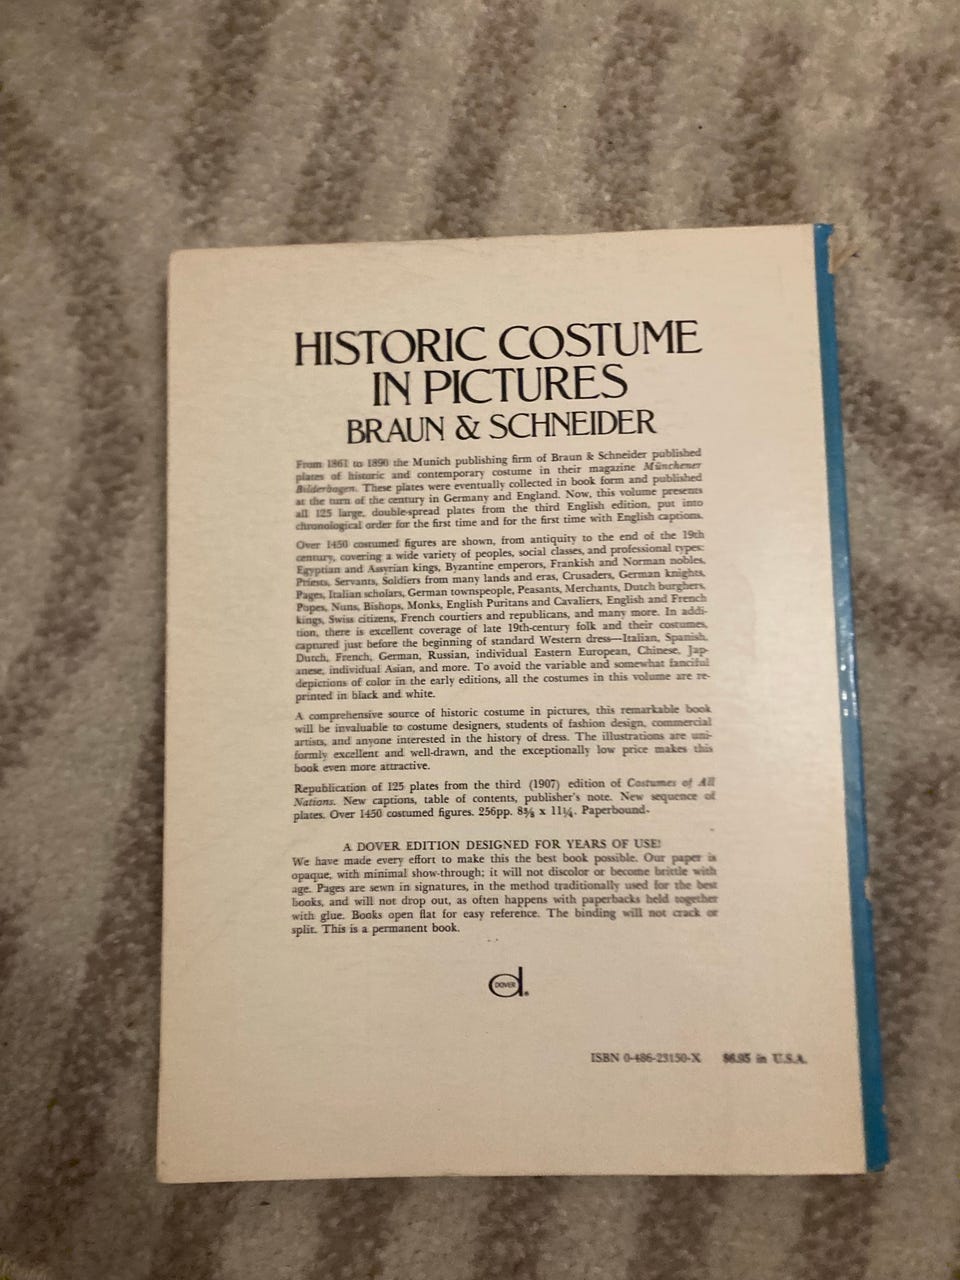 HISTORIC COSTUME
IN PICTURES
BRAUN & SCHNEIDER
From 1861 to 1890 the Munich publishing firm of Braun & Schneider published
plates of historic and contemporary costume in their magazine Münchener
Bilderbogen. These plates were eventually collected in book form and published
at the turn of the century in Germany and England. Now, this volume presents
all 125 large, double-spread plates from the third English edition, put into
chronological order for the first time and for the first time with English captions.
Over 1450 costumed figures are shown, from antiquity to the end of the 19th
century, covering a wide variety of peoples, social classes, and professional types:
Egyptian and Assyrian kings, Byzantine emperors, Frankish and Norman nobles,
Priests, Servants, Soldiers from many lands and eras, Crusaders, German knights,
Pages, Italian scholars, German townspeople, Peasants, Merchants, Dutch burghers,
Popes, Nuns, Bishops, Monks, English Puritans and Cavaliers, English and French
kings, Swiss citizens, French courtiers and republicans, and many more. In addi-
tion, there is excellent coverage of late 19th-century folk and their costumes,
captured just before the beginning of standard Western dress—Italian, Spanish,
Dutch, French, German, Russian, individual Eastern European, Chinese, Jap-
anese, individual Asian, and more. To avoid the variable and somewhat fanciful
depictions of color in the early editions, all the costumes in this volume are re-
printed in black and white.
A comprehensive source of historic costume in pictures, this remarkable book
will be invaluable to costume designers, students of fashion design, commercial
artists, and anyone interested in the history of dress. The illustrations are uni-
formly excellent and well-drawn, and the exceptionally low price makes this
book even more attractive.
Republication of 125 plates from the third (1907) edition of Costumes of All
Nations. New captions, table of contents, publisher's note. New sequence of
plates. Over 1450 costumed figures. 256pp. 8⅜ x 11¼. Paperbound.
A DOVER EDITION DESIGNED FOR YEARS OF USE!
We have made every effort to make this the best book possible. Our paper is
opaque, with minimal show-through; it will not discolor or become brittle with
age. Pages are sewn in signatures, in the method traditionally used for the best
books, and will not drop out, as often happens with paperbacks held together
with glue. Books open flat for easy reference. The binding will not crack or
split. This is a permanent book.
DOVER
ISBN 0-486-23150-X $6.95 in U.S.A.